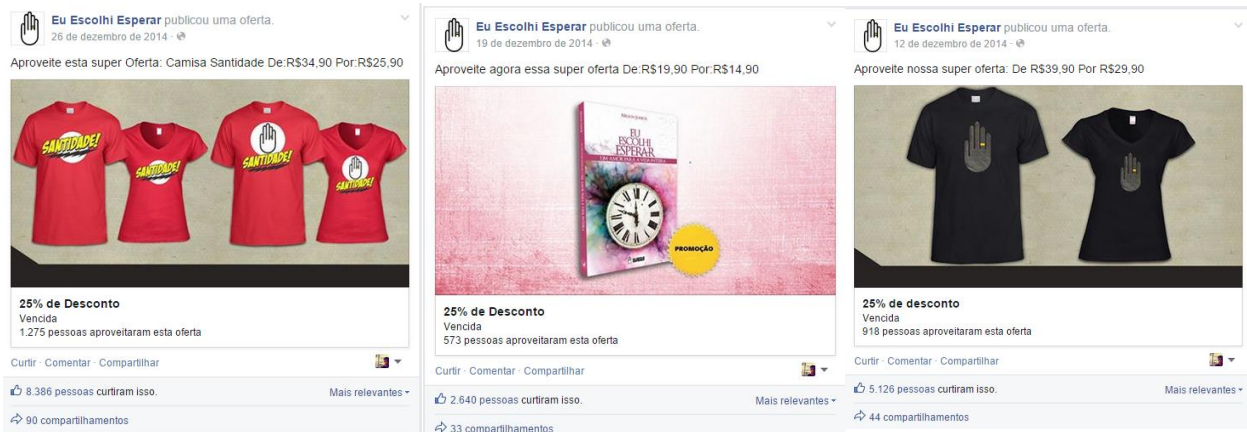 Eu Escolhi Esperar publicou uma oferta.
26 de dezembro de 2014 ·
Aproveite esta super Oferta: Camisa Santidade De:R$34,90 Por:R$25,90
SANTIDADE!
SANTIDADE!
SANTIDADE!
SANTIDADE!
25% de Desconto
Vencida
1.275 pessoas aproveitaram esta oferta
Curtir · Comentar · Compartilhar
8.386 pessoas curtiram isso.
Mais relevantes
90 compartilhamentos
Eu Escolhi Esperar publicou uma oferta.
19 de dezembro de 2014 ·
Aproveite agora essa super oferta De:R$19,90 Por:R$14,90
EU
ESCOLHI
ESPERAR
PROMOÇÃO
25% de Desconto
Vencida
573 pessoas aproveitaram esta oferta
Curtir · Comentar · Compartilhar
2.640 pessoas curtiram isso.
Mais relevantes
33 compartilhamentos
Eu Escolhi Esperar publicou uma oferta.
12 de dezembro de 2014 ·
Aproveite nossa super oferta: De R$39,90 Por R$29,90
25% de desconto
Vencida
918 pessoas aproveitaram esta oferta
Curtir · Comentar · Compartilhar
5.126 pessoas curtiram isso.
Mais relevantes
44 compartilhamentos